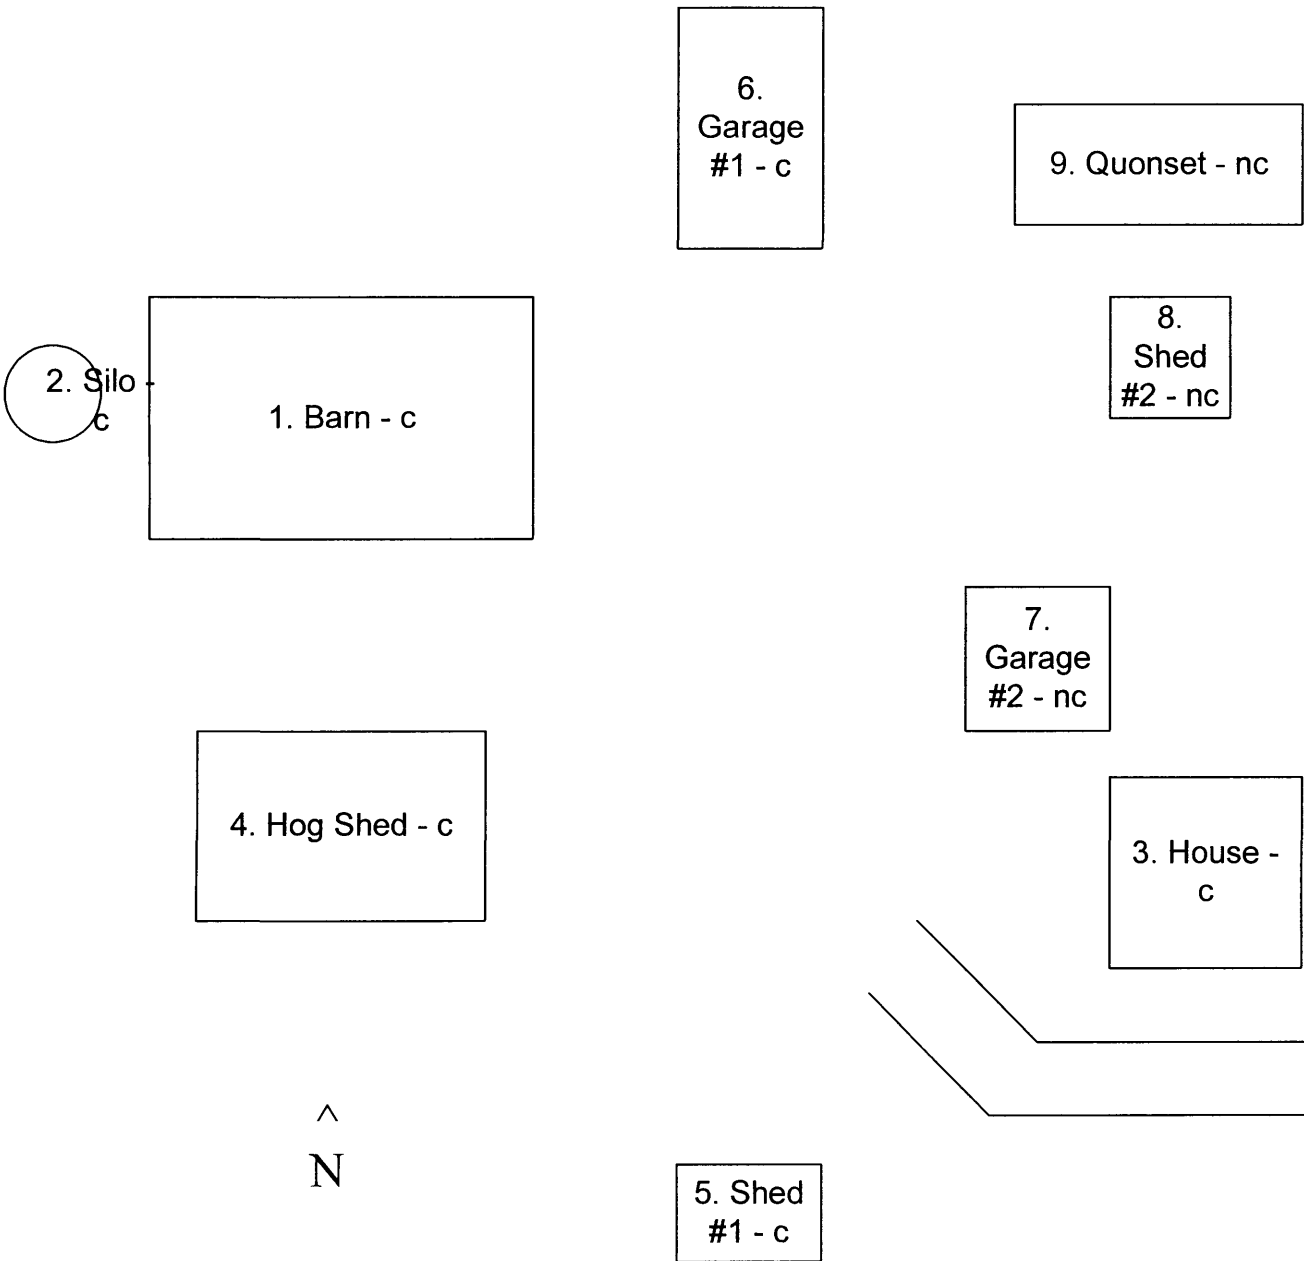 6.
Garage
#1 - c
9. Quonset - nc
8.
Shed
#2 - nc
2. Silo -
c
1. Barn - c
7.
Garage
#2 - nc
4. Hog Shed - c
3. House -
c
^
N
5. Shed
#1 - c